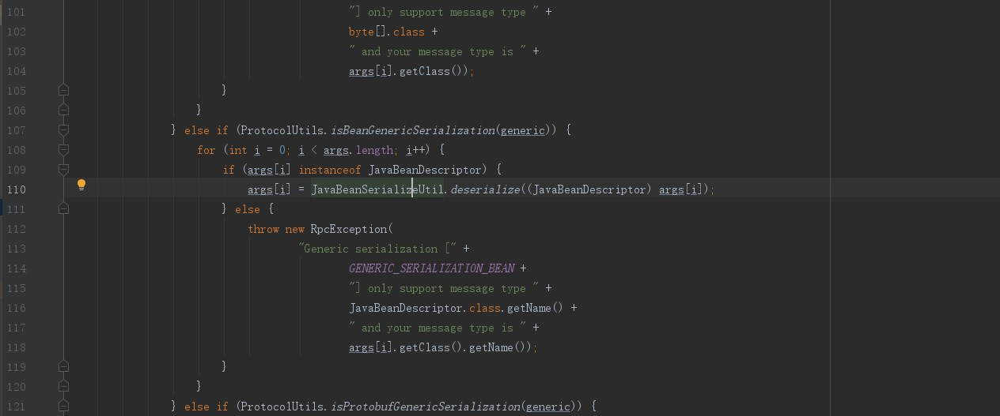 101 "] only support message type " +
102 byte[].class +
103 " and your message type is " +
104 args[i].getClass());
105 }
106 }
107 } else if (ProtocolUtils.isBeanGenericSerialization(generic)) {
108 for (int i = 0; i < args.length; i++) {
109 if (args[i] instanceof JavaBeanDescriptor) {
110 args[i] = JavaBeanSerializeUtil.deserialize((JavaBeanDescriptor) args[i]);
111 } else {
112 throw new RpcException(
113 "Generic serialization [" +
114 GENERIC_SERIALIZATION_BEAN +
115 "] only support message type " +
116 JavaBeanDescriptor.class.getName() +
117 " and your message type is " +
118 args[i].getClass().getName());
119 }
120 }
121 } else if (ProtocolUtils.isProtobufGenericSerialization(generic)) {